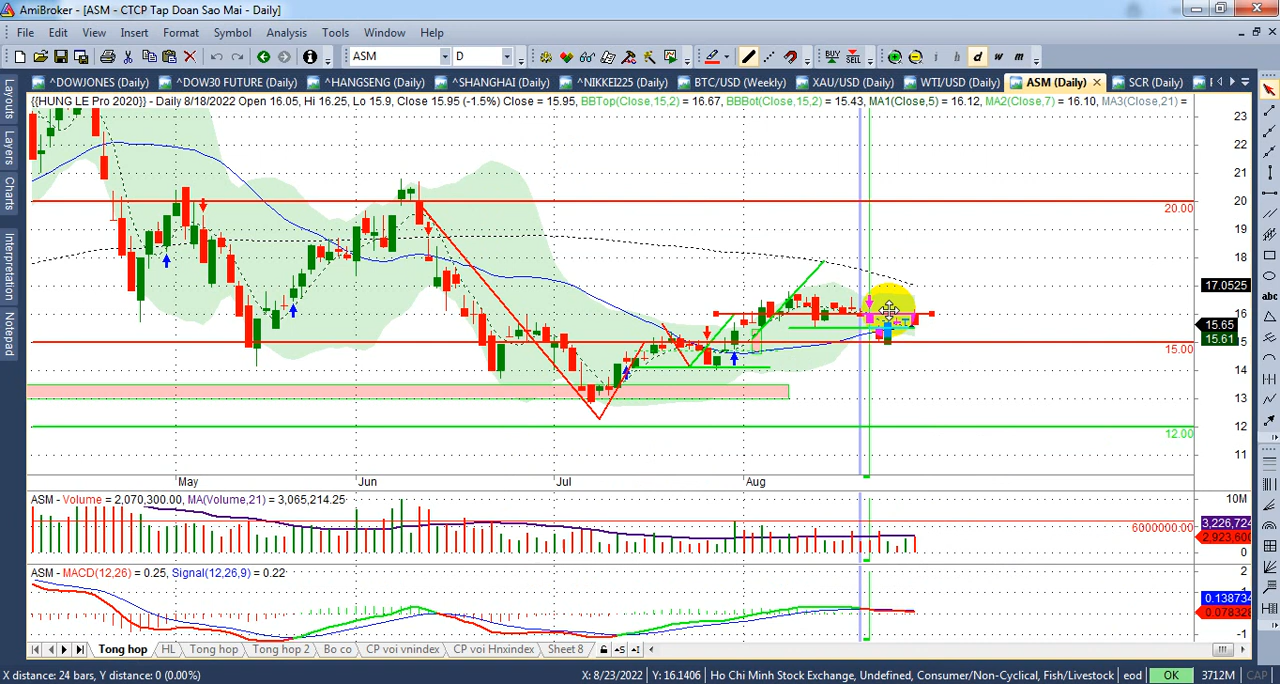 AmiBroker - [ASM - CTCP Tap Doan Sao Mai - Daily]
File Edit View Insert Format Symbol Analysis Tools Window Help
ASM D i h d w m
BUY SELL
^DOWJONES (Daily) ^DOW30 FUTURE (Daily) ^HANGSENG (Daily) ^SHANGHAI (Daily) ^NIKKEI225 (Daily) BTC/USD (Weekly) XAU/USD (Daily) WTI/USD (Daily) ASM (Daily) SCR (Daily)
{{HUNG LE Pro 2020}} - Daily 8/18/2022 Open 16.05, Hi 16.25, Lo 15.9, Close 15.95 (-1.5%) Close = 15.95, BBTop(Close,15,2) = 16.67, BBBot(Close,15,2) = 15.43, MA1(Close,5) = 16.12, MA2(Close,7) = 16.10, MA3(Close,21) =
Layouts
Layers
Charts
Interpretation
Notepad
23
22
21
20.00 20
19
18
17.0525
16
15.65
15.61
15.00
14
13
12.00 12
11
May Jun Jul Aug
ASM - Volume = 2,070,300.00, MA(Volume,21) = 3,065,214.25
10M
3,226,724
6000000.00
2,923,600
0
ASM - MACD(12,26) = 0.25, Signal(12,26,9) = 0.22
2
0.138734
0.078328
-1
abc
Tong hop HL Tong hop Tong hop 2 Bo co CP voi vnindex CP voi Hnxindex Sheet 8
X distance: 24 bars, Y distance: 0 (0.00%) X: 8/23/2022 Y: 16.1406 Ho Chi Minh Stock Exchange, Undefined, Consumer/Non-Cyclical, Fish/Livestock eod OK 3712M CAP